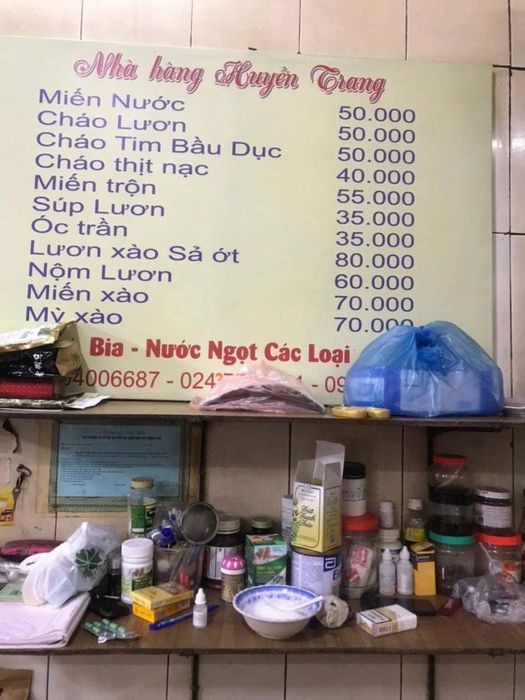 Nhà hàng Huyền Trang
Miến Nước 50.000
Cháo Lươn 50.000
Cháo Tim Bầu Dục 50.000
Cháo thịt nạc 40.000
Miến trộn 55.000
Súp Lươn 35.000
Óc trần 35.000
Lươn xào Sả ớt 80.000
Nộm Lươn 60.000
Miến xào 70.000
Mỳ xào 70.000
Bia - Nước Ngọt Các Loại
4006687 - 024